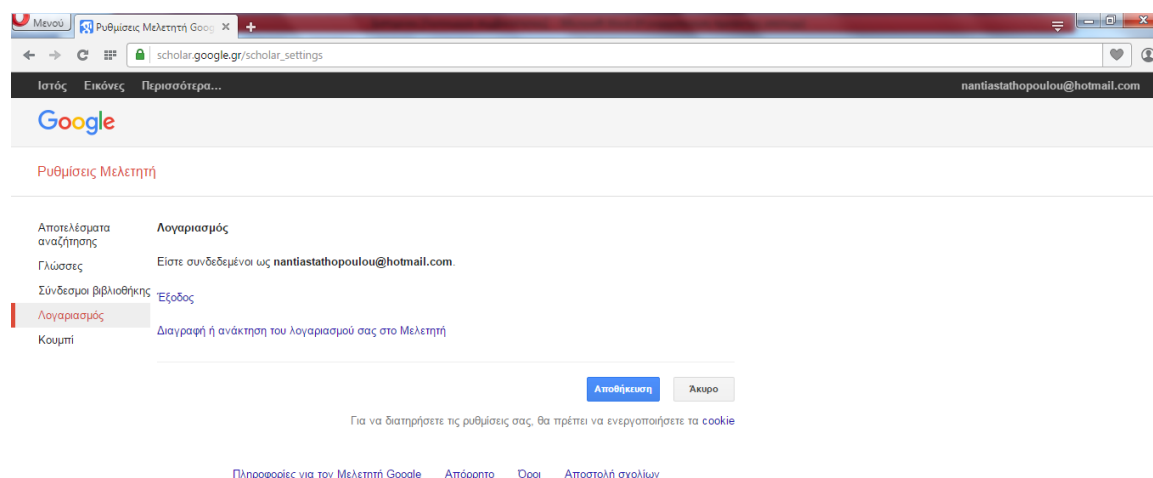 Μενού
Ρυθμίσεις Μελετητή Goog
scholar.google.gr/scholar_settings
Ιστός Εικόνες Περισσότερα... nantiastathopoulou@hotmail.com
Google
Ρυθμίσεις Μελετητή
Αποτελέσματα
αναζήτησης
Γλώσσες
Σύνδεσμοι βιβλιοθήκης
Λογαριασμός
Κουμπί
Λογαριασμός
Είστε συνδεδεμένοι ως nantiastathopoulou@hotmail.com.
Έξοδος
Διαγραφή ή ανάκτηση του λογαριασμού σας στο Μελετητή
Αποθήκευση Άκυρο
Για να διατηρήσετε τις ρυθμίσεις σας, θα πρέπει να ενεργοποιήσετε τα cookie
Πληροφορίες για τον Μελετητή Google Απόρρητο Όροι Αποστολή σχολίων